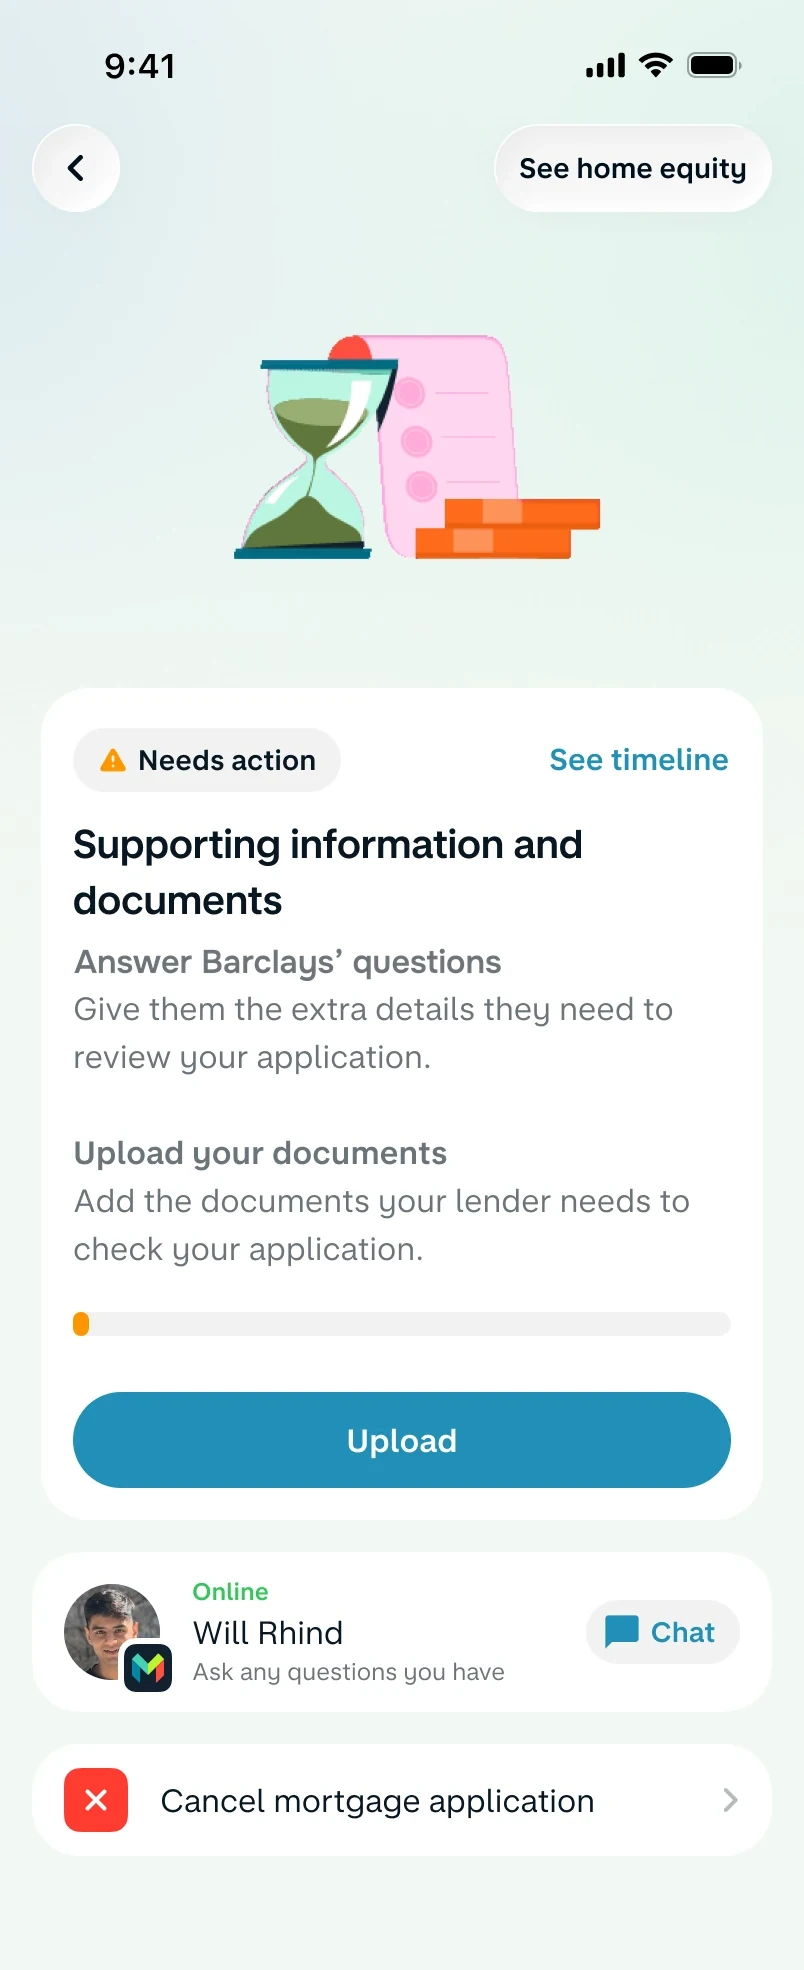 9:41
See home equity
Needs action
See timeline
Supporting information and
documents
Answer Barclays’ questions
Give them the extra details they need to
review your application.
Upload your documents
Add the documents your lender needs to
check your application.
Upload
Online
Will Rhind
Ask any questions you have
Chat
Cancel mortgage application